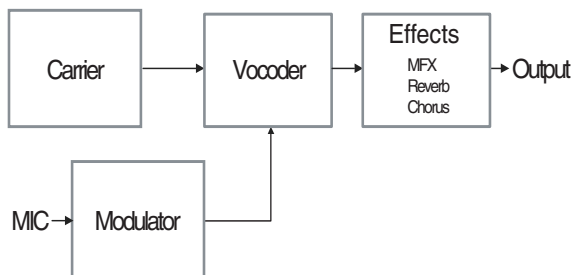 Carrier
Vocoder
Effects
MFX
Reverb
Chorus
Output
MIC
Modulator